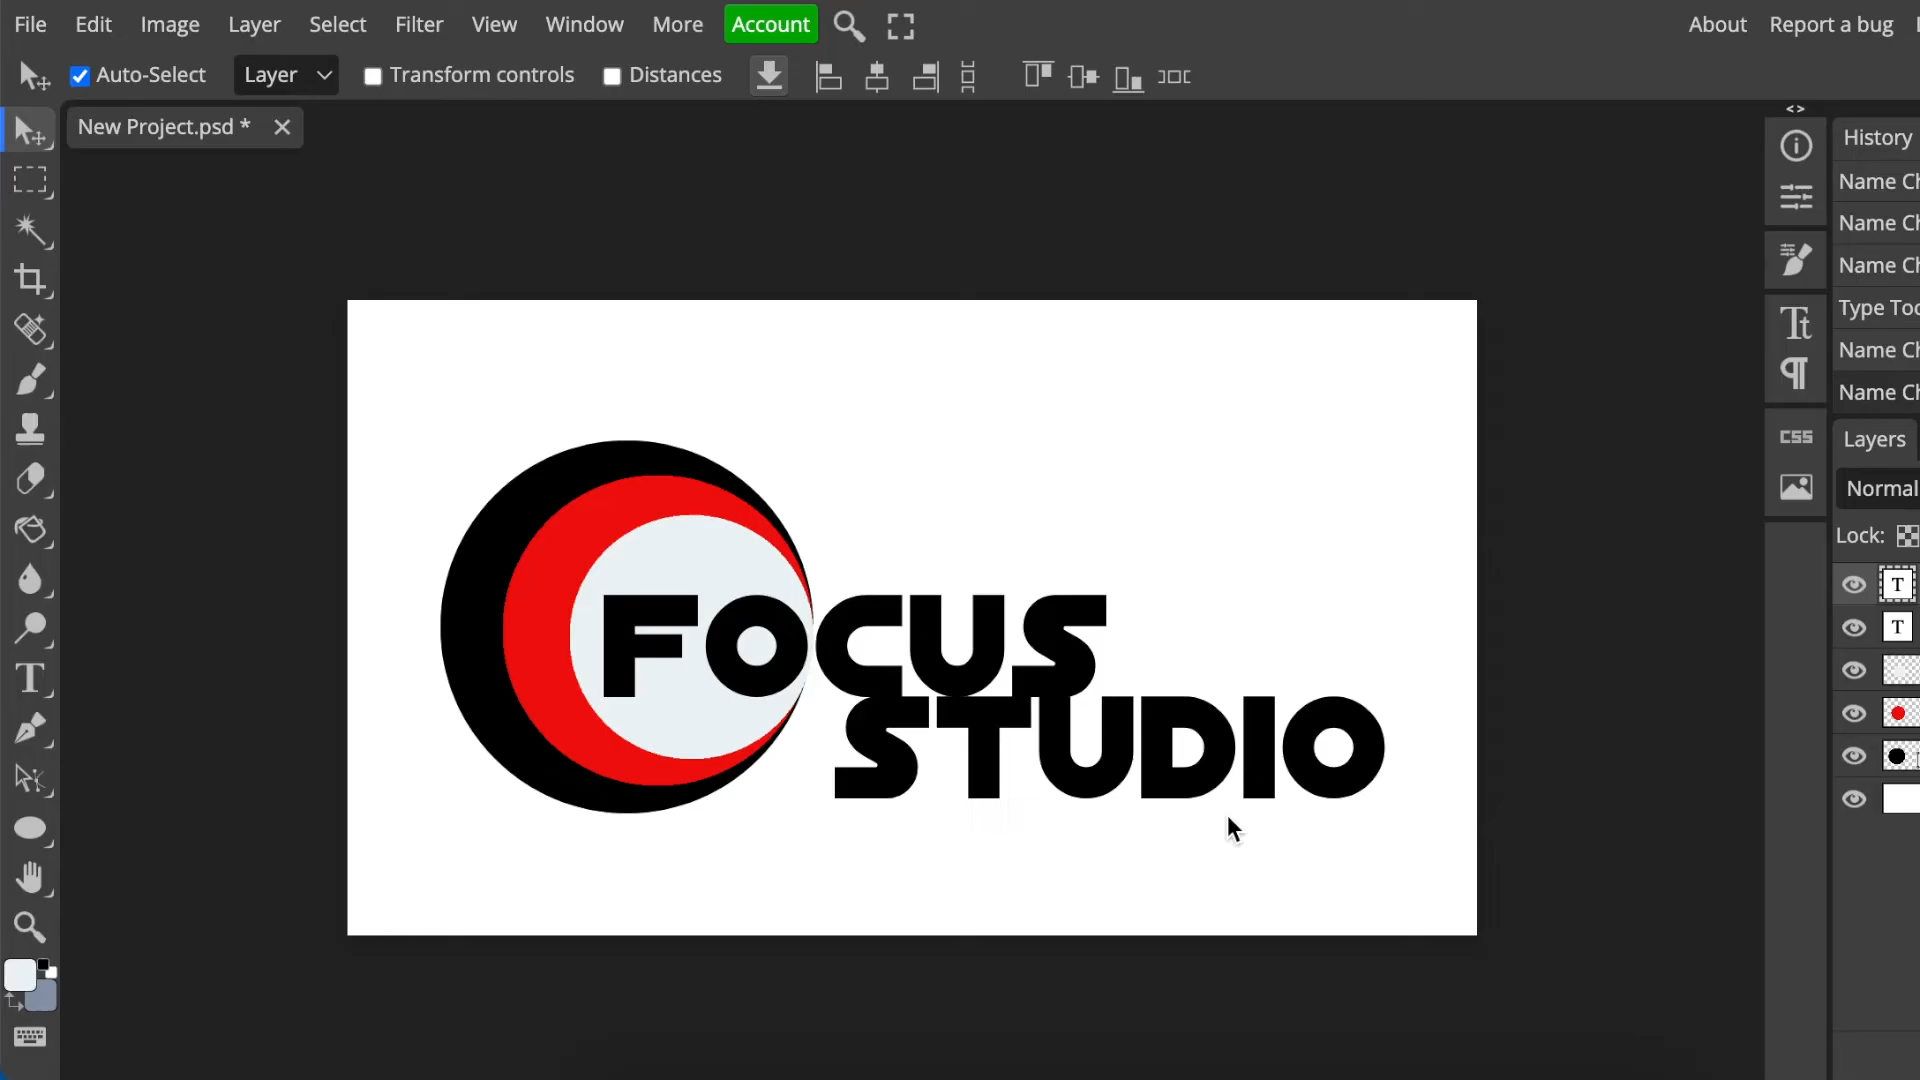 File Edit Image Layer Select Filter View Window More Account About Report a bug
Auto-Select Layer Transform controls Distances
New Project.psd *
History
Name Ch
Name Ch
Name Ch
Type Too
Name Ch
Name Ch
CSS
Layers
Normal
Lock:
FOCUS
STUDIO